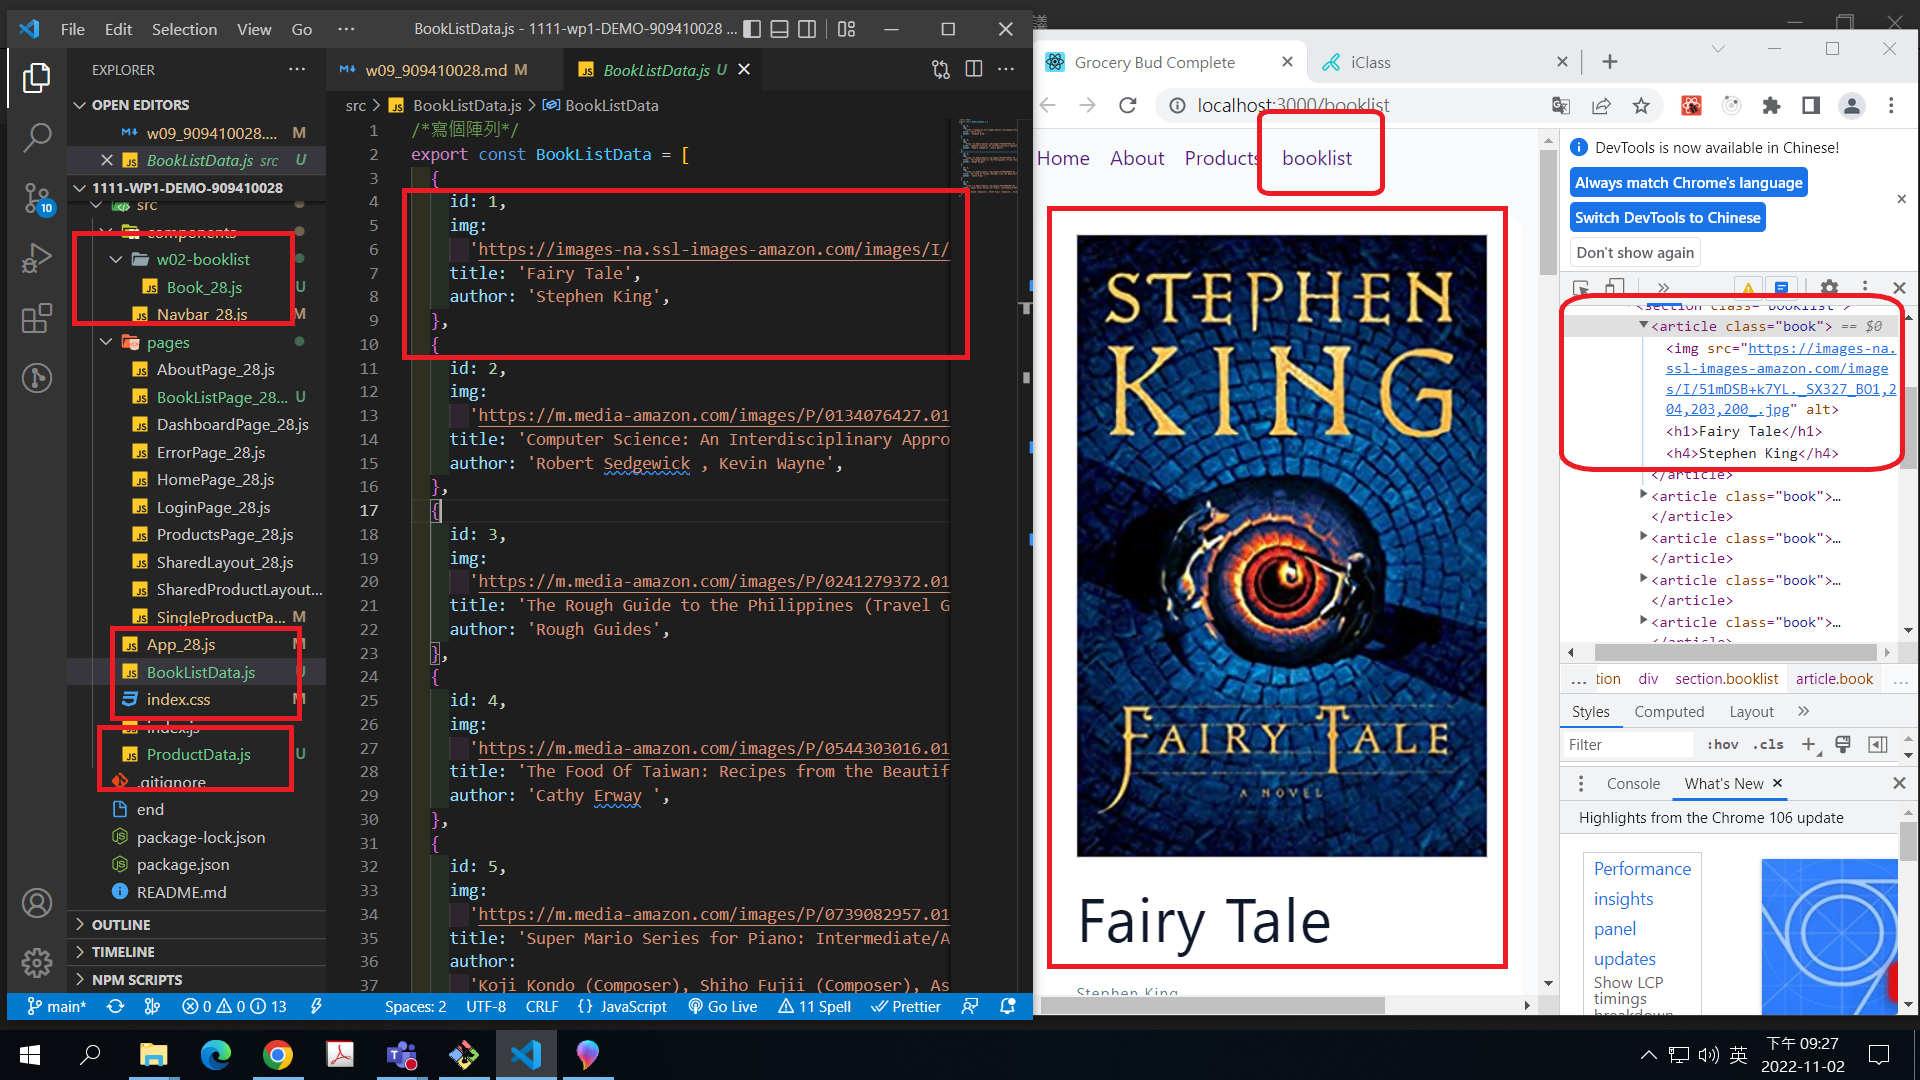 File Edit Selection View Go ··· BookListData.js - 1111-wp1-DEMO-909410028 ...
EXPLORER ···
OPEN EDITORS
w09_909410028.... M
BookListData.js src U
1111-WP1-DEMO-909410028
src
components
w02-booklist
Book_28.js U
Navbar_28.js M
pages
AboutPage_28.js
BookListPage_28... U
DashboardPage_28.js
ErrorPage_28.js
HomePage_28.js
LoginPage_28.js
ProductsPage_28.js
SharedLayout_28.js
SharedProductLayout...
SingleProductPa... M
App_28.js M
BookListData.js U
index.css M
index.js
ProductData.js U
.gitignore
end
package-lock.json
package.json
README.md
OUTLINE
TIMELINE
NPM SCRIPTS
10
w09_909410028.md M BookListData.js U
src > BookListData.js > BookListData
1 /*寫個陣列*/
2 export const BookListData = [
3 {
4 id: 1,
5 img:
6 'https://images-na.ssl-images-amazon.com/images/I/
7 title: 'Fairy Tale',
8 author: 'Stephen King',
9 },
10 {
11 id: 2,
12 img:
13 'https://m.media-amazon.com/images/P/0134076427.01
14 title: 'Computer Science: An Interdisciplinary Appro
15 author: 'Robert Sedgewick , Kevin Wayne',
16 },
17 {
18 id: 3,
19 img:
20 'https://m.media-amazon.com/images/P/0241279372.01
21 title: 'The Rough Guide to the Philippines (Travel G
22 author: 'Rough Guides',
23 },
24 {
25 id: 4,
26 img:
27 'https://m.media-amazon.com/images/P/0544303016.01
28 title: 'The Food Of Taiwan: Recipes from the Beautif
29 author: 'Cathy Erway ',
30 },
31 {
32 id: 5,
33 img:
34 'https://m.media-amazon.com/images/P/0739082957.01
35 title: 'Super Mario Series for Piano: Intermediate/A
36 author:
37 'Koji Kondo (Composer), Shiho Fujii (Composer), As
main* 0 0 13 Spaces: 2 UTF-8 CRLF {} JavaScript Go Live 11 Spell Prettier
Grocery Bud Complete iClass
localhost:3000/booklist
Home About Products booklist
STEPHEN
KING
FAIRY TALE
A NOVEL
Fairy Tale
Stephen King
DevTools is now available in Chinese!
Always match Chrome's language
Switch DevTools to Chinese
Don't show again
<section class="booklist">
<article class="book"> == $0
<img src="https://images-na.
ssl-images-amazon.com/image
s/I/51mDSB+k7YL._SX327_BO1,2
04,203,200_.jpg" alt>
<h1>Fairy Tale</h1>
<h4>Stephen King</h4>
</article>
<article class="book">…
</article>
<article class="book">…
</article>
<article class="book">…
</article>
<article class="book">…
</article>
... tion div section.booklist article.book ...
Styles Computed Layout
Filter :hov .cls
Console What's New
Highlights from the Chrome 106 update
Performance
insights
panel
updates
Show LCP
timings
breakdown
英 下午 09:27
2022-11-02